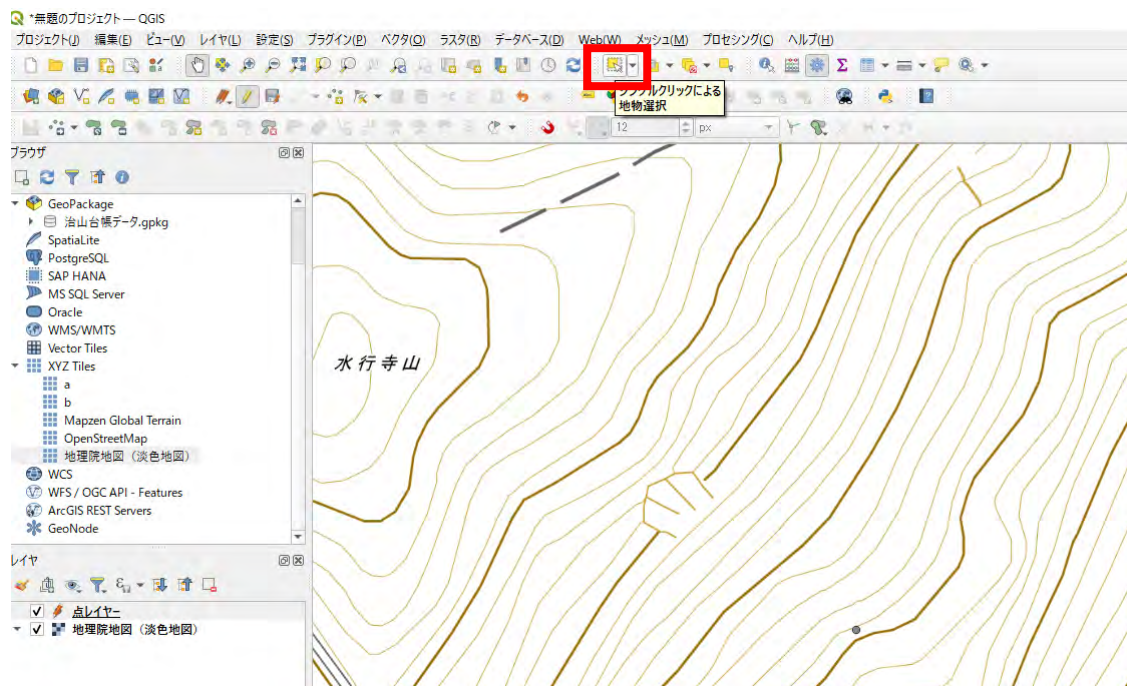 *無題のプロジェクト — QGIS
プロジェクト(J) 編集(E) ビュー(V) レイヤ(L) 設定(S) プラグイン(P) ベクタ(O) ラスタ(R) データベース(D) Web(W) メッシュ(M) プロセシング(C) ヘルプ(H)
シングルクリックによる
地物選択
12 px
ブラウザ
GeoPackage
治山台帳データ.gpkg
SpatiaLite
PostgreSQL
SAP HANA
MS SQL Server
Oracle
WMS/WMTS
Vector Tiles
XYZ Tiles
a
b
Mapzen Global Terrain
OpenStreetMap
地理院地図（淡色地図）
WCS
WFS / OGC API - Features
ArcGIS REST Servers
GeoNode
水行寺山
レイヤ
点レイヤー
地理院地図（淡色地図）